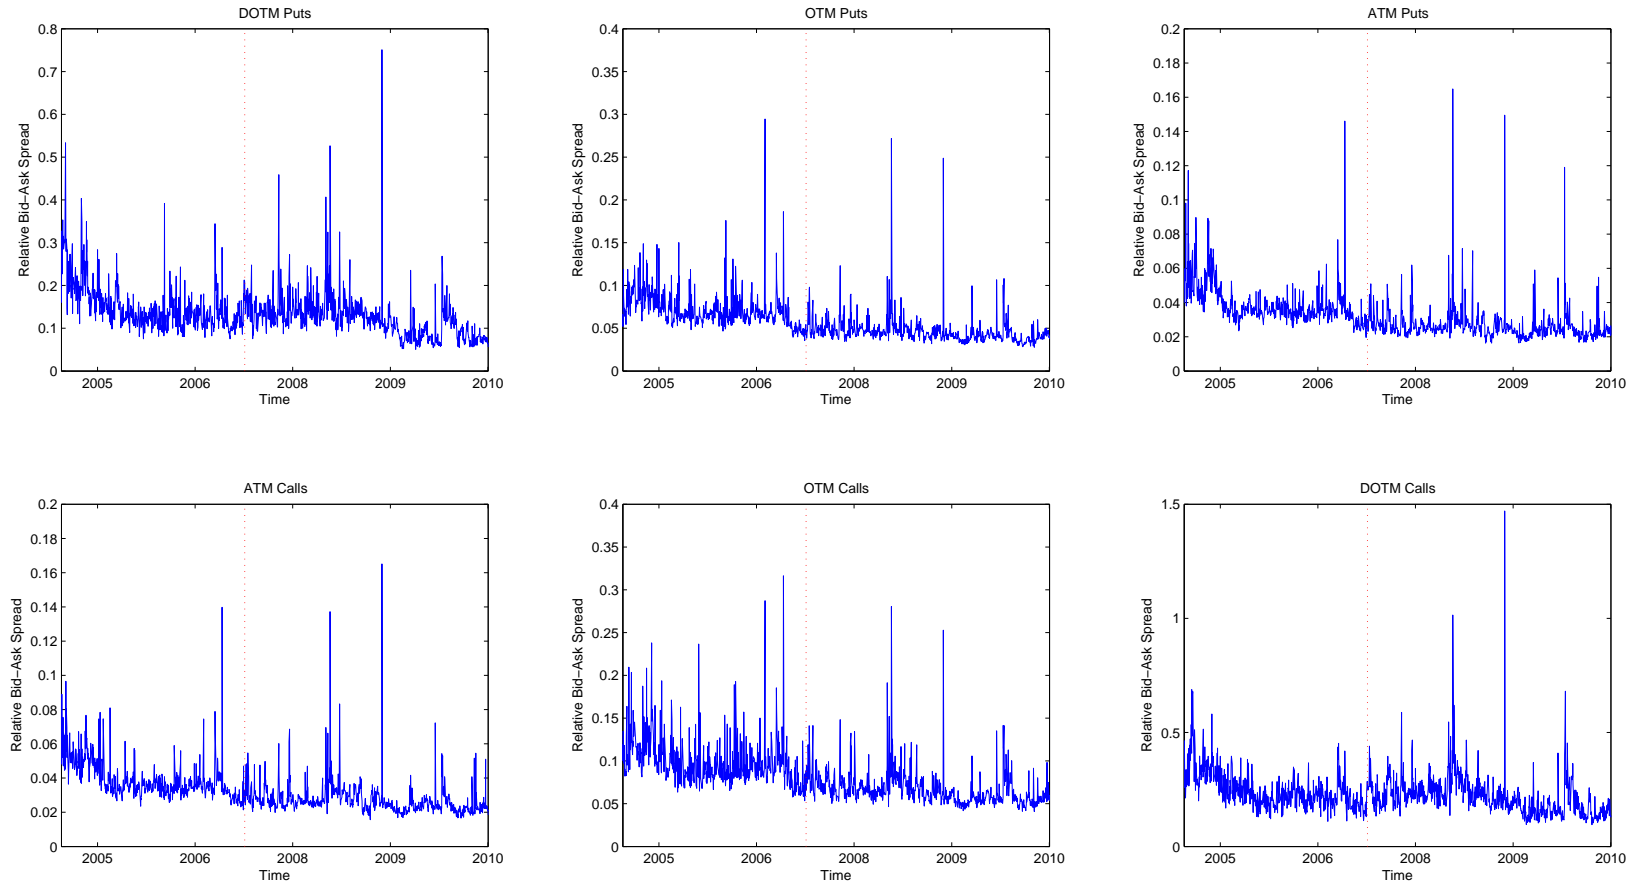 DOTM Puts
0.8
0.7
0.6
0.5
0.4
0.3
0.2
0.1
0
Relative Bid−Ask Spread
2005 2006 2008 2009 2010
Time
OTM Puts
0.4
0.35
0.3
0.25
0.2
0.15
0.1
0.05
0
Relative Bid−Ask Spread
2005 2006 2008 2009 2010
Time
ATM Puts
0.2
0.18
0.16
0.14
0.12
0.1
0.08
0.06
0.04
0.02
0
Relative Bid−Ask Spread
2005 2006 2008 2009 2010
Time
ATM Calls
0.2
0.18
0.16
0.14
0.12
0.1
0.08
0.06
0.04
0.02
0
Relative Bid−Ask Spread
2005 2006 2008 2009 2010
Time
OTM Calls
0.4
0.35
0.3
0.25
0.2
0.15
0.1
0.05
0
Relative Bid−Ask Spread
2005 2006 2008 2009 2010
Time
DOTM Calls
1.5
1
0.5
0
Relative Bid−Ask Spread
2005 2006 2008 2009 2010
Time